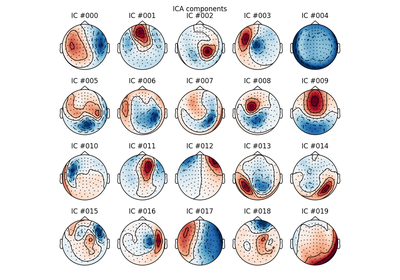 ICA components
IC #000 IC #001 IC #002 IC #003 IC #004
IC #005 IC #006 IC #007 IC #008 IC #009
IC #010 IC #011 IC #012 IC #013 IC #014
IC #015 IC #016 IC #017 IC #018 IC #019